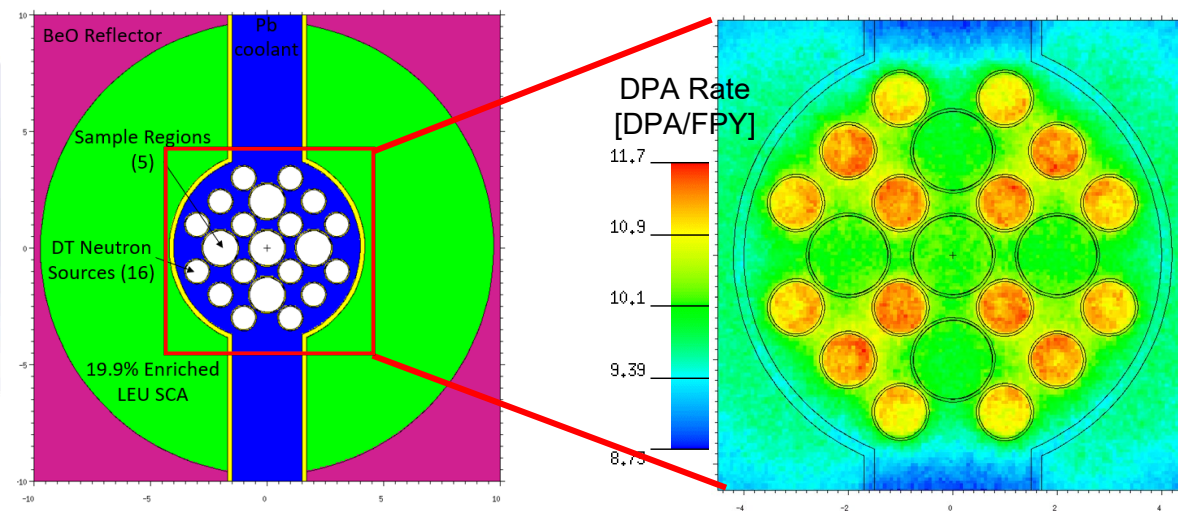 BeO Reflector
Pb
coolant
Sample Regions
(5)
DT Neutron
Sources (16)
19.9% Enriched
LEU SCA
10
5
0
-5
-10
-10
-5
0
5
10
DPA Rate
[DPA/FPY]
11.7
10.9
10.1
9.39
8.73
-4
-2
0
2
4